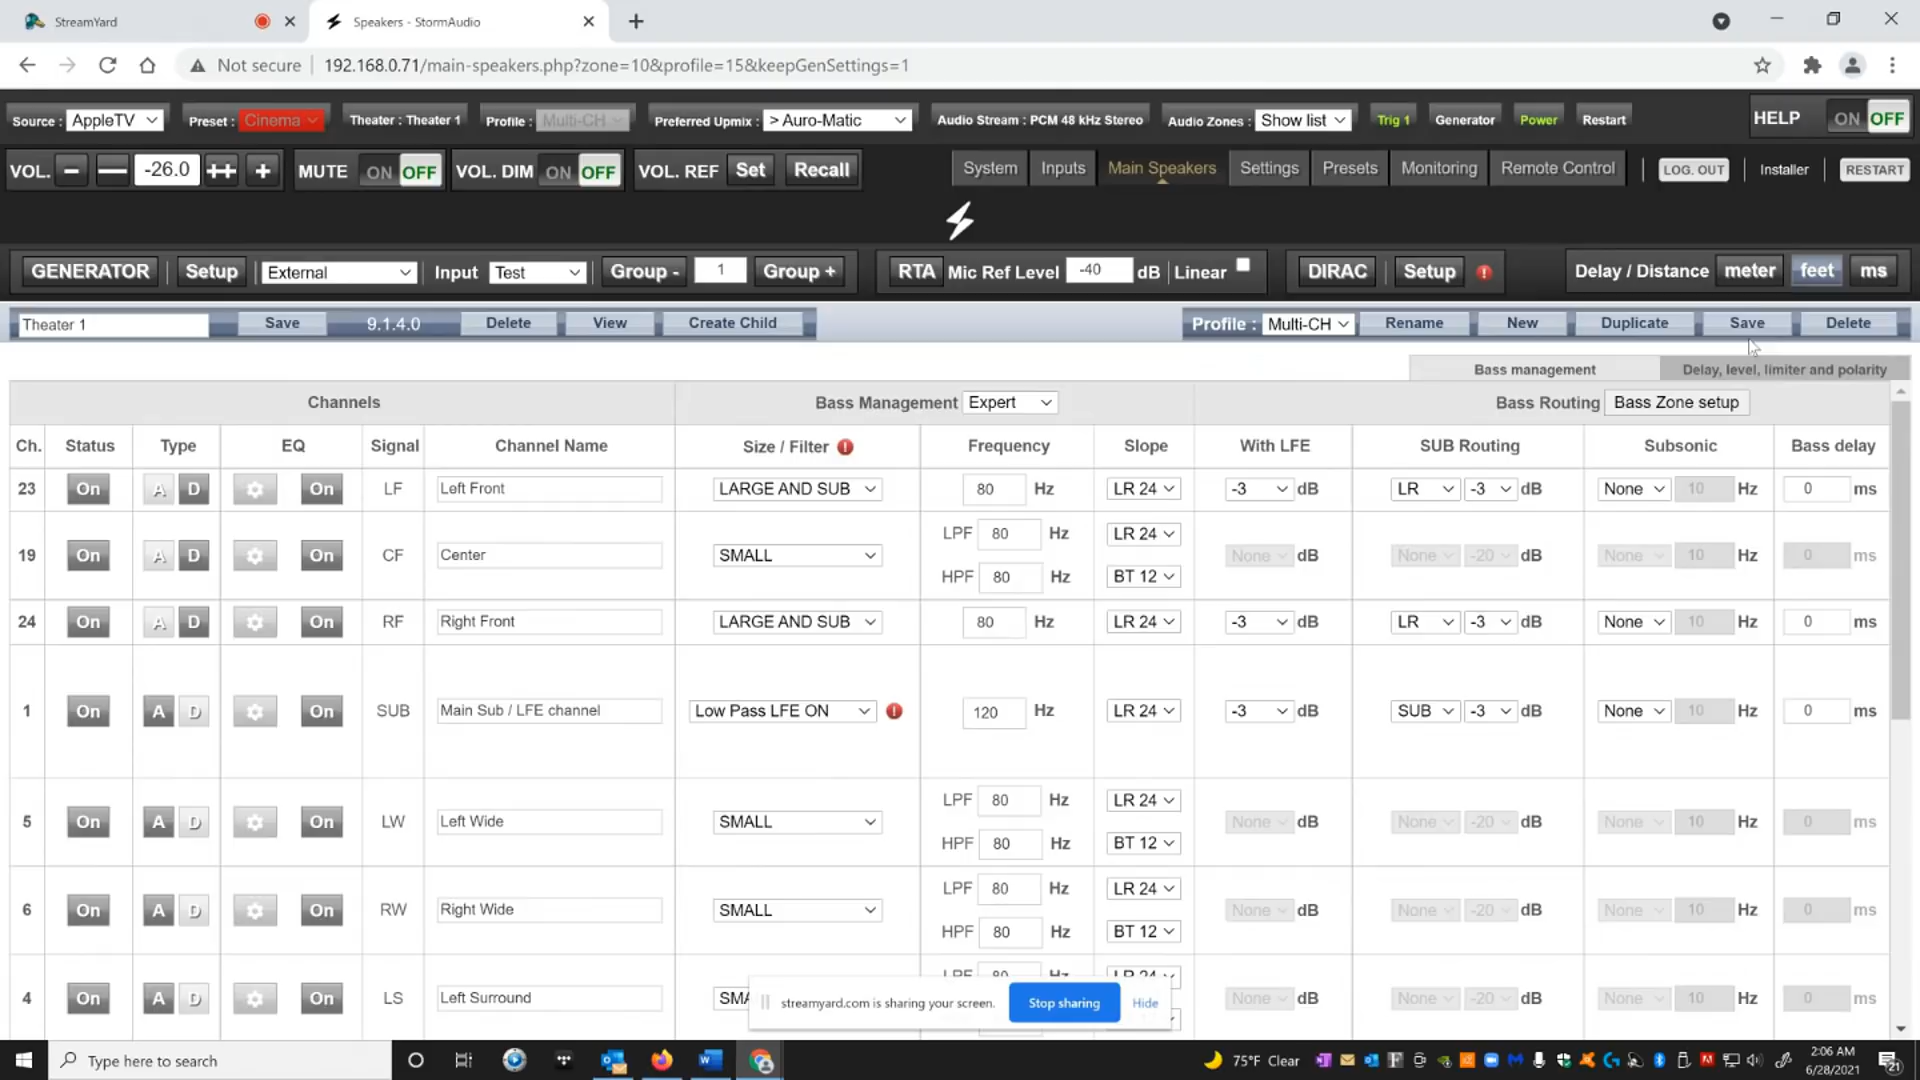 StreamYard
Speakers - StormAudio
Not secure 192.168.0.71/main-speakers.php?zone=10&profile=15&keepGenSettings=1
Source : AppleTV Preset : Cinema Theater : Theater 1 Profile : Multi-CH Preferred Upmix : > Auro-Matic Audio Stream : PCM 48 kHz Stereo Audio Zones : Show list Trig 1 Generator Power Restart HELP ON OFF
VOL. -26.0 MUTE ON OFF VOL. DIM ON OFF VOL. REF Set Recall System Inputs Main Speakers Settings Presets Monitoring Remote Control LOG. OUT Installer RESTART
GENERATOR Setup External Input Test Group - 1 Group + RTA Mic Ref Level -40 dB Linear DIRAC Setup ! Delay / Distance meter feet ms
Theater 1 Save 9.1.4.0 Delete View Create Child Profile : Multi-CH Rename New Duplicate Save Delete
Bass management Delay, level, limiter and polarity
Channels Bass Management Expert Bass Routing Bass Zone setup
Ch. Status Type EQ Signal Channel Name Size / Filter ! Frequency Slope With LFE SUB Routing Subsonic Bass delay
23 On A D On LF Left Front LARGE AND SUB 80 Hz LR 24 -3 dB LR -3 dB None 10 Hz 0 ms
LPF 80 Hz LR 24
19 On A D On CF Center SMALL None dB None -20 dB None 10 Hz 0 ms
HPF 80 Hz BT 12
24 On A D On RF Right Front LARGE AND SUB 80 Hz LR 24 -3 dB LR -3 dB None 10 Hz 0 ms
1 On A D On SUB Main Sub / LFE channel Low Pass LFE ON ! 120 Hz LR 24 -3 dB SUB -3 dB None 10 Hz 0 ms
LPF 80 Hz LR 24
5 On A D On LW Left Wide SMALL None dB None -20 dB None 10 Hz 0 ms
HPF 80 Hz BT 12
LPF 80 Hz LR 24
6 On A D On RW Right Wide SMALL None dB None -20 dB None 10 Hz 0 ms
HPF 80 Hz BT 12
LPF 80 Hz LR 24
4 On A D On LS Left Surround SMA None dB None -20 dB None 10 Hz 0 ms
streamyard.com is sharing your screen. Stop sharing Hide
Type here to search 75°F Clear 2:06 AM
6/28/2021 21